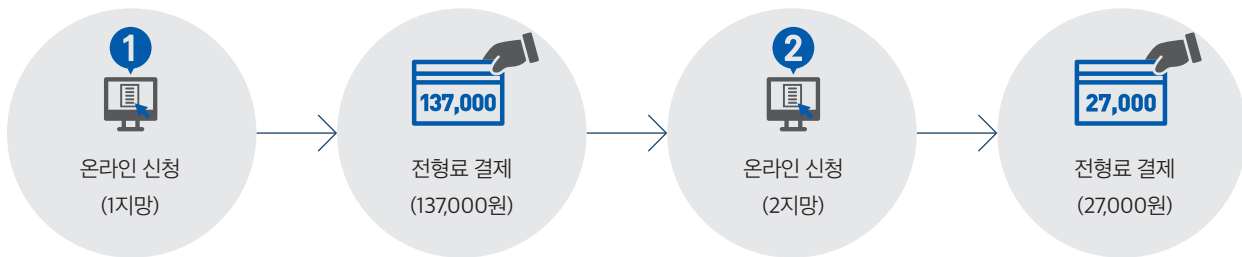 1
온라인 신청
(1지망)
137,000
전형료 결제
(137,000원)
2
온라인 신청
(2지망)
27,000
전형료 결제
(27,000원)